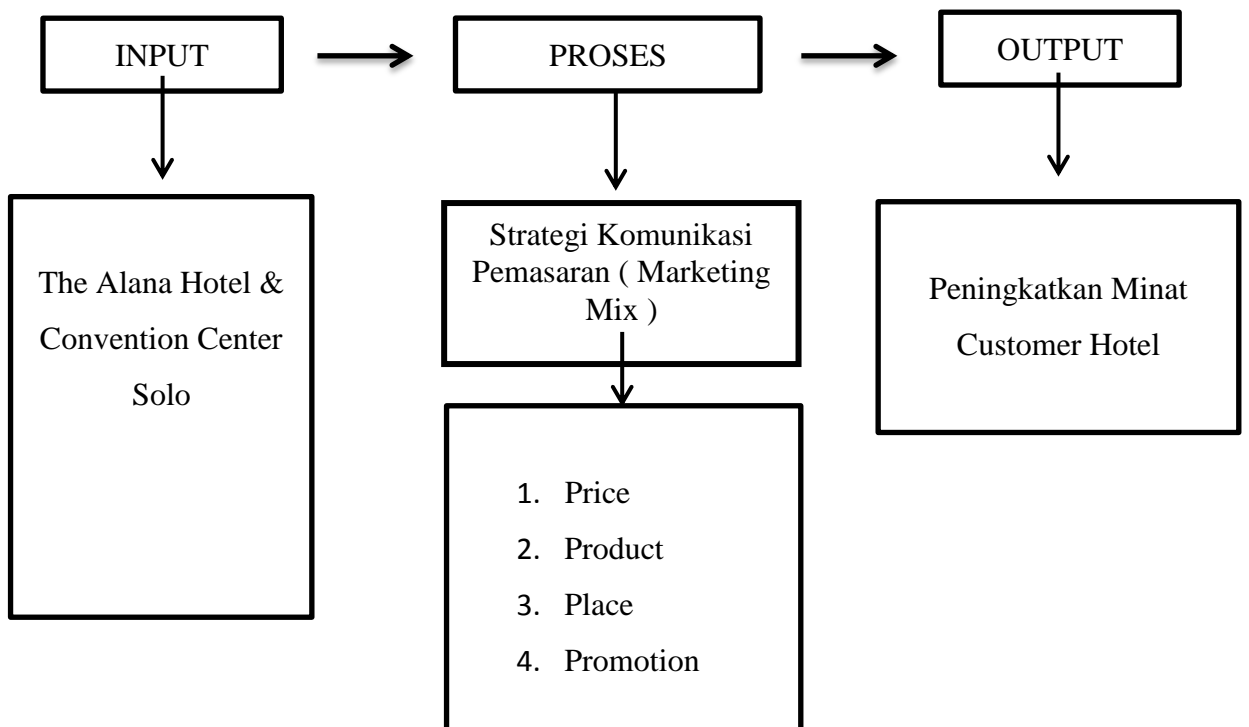 INPUT
PROSES
OUTPUT
The Alana Hotel &
Convention Center
Solo
Strategi Komunikasi
Pemasaran ( Marketing
Mix )
1. Price
2. Product
3. Place
4. Promotion
Peningkatkan Minat
Customer Hotel